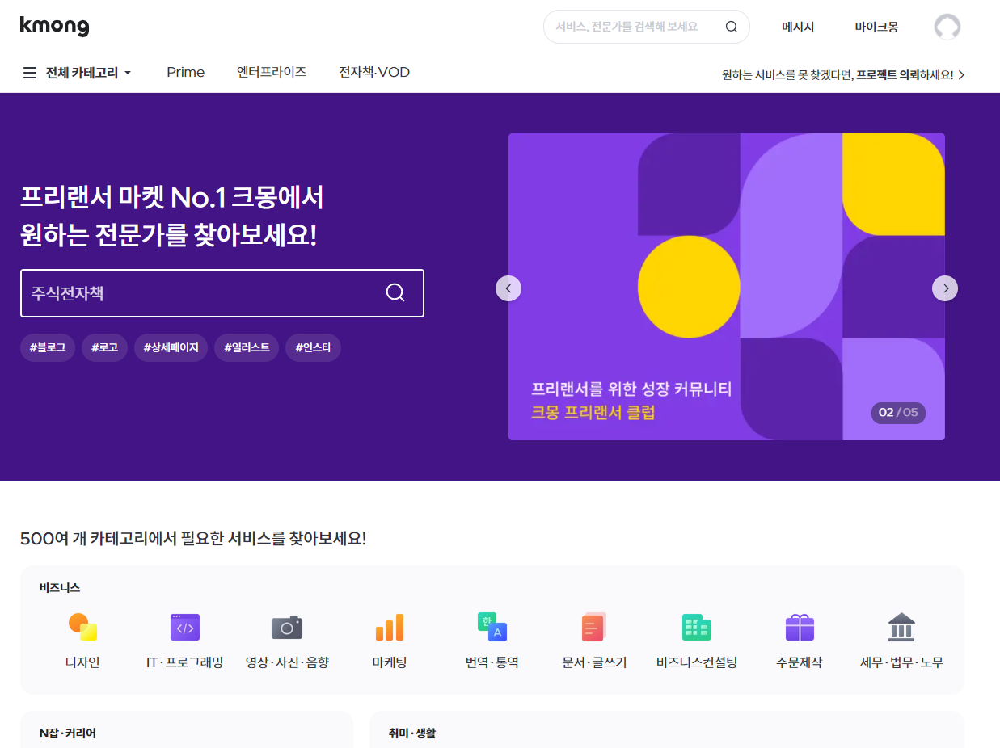 kmong
서비스, 전문가를 검색해 보세요
메시지
마이크몽
전체 카테고리
Prime
엔터프라이즈
전자책·VOD
원하는 서비스를 못 찾겠다면, 프로젝트 의뢰하세요!
프리랜서 마켓 No.1 크몽에서
원하는 전문가를 찾아보세요!
주식전자책
#블로그
#로고
#상세페이지
#일러스트
#인스타
프리랜서를 위한 성장 커뮤니티
크몽 프리랜서 클럽
02 / 05
500여 개 카테고리에서 필요한 서비스를 찾아보세요!
비즈니스
</>
한
A
디자인
IT·프로그래밍
영상·사진·음향
마케팅
번역·통역
문서·글쓰기
비즈니스컨설팅
주문제작
세무·법무·노무
N잡·커리어
취미·생활